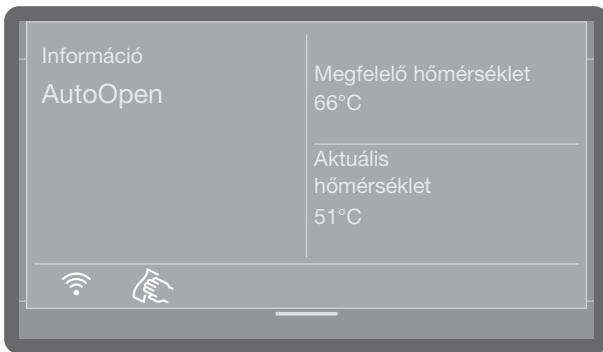 Információ
AutoOpen
Megfelelő hőmérséklet
66°C
Aktuális
hőmérséklet
51°C